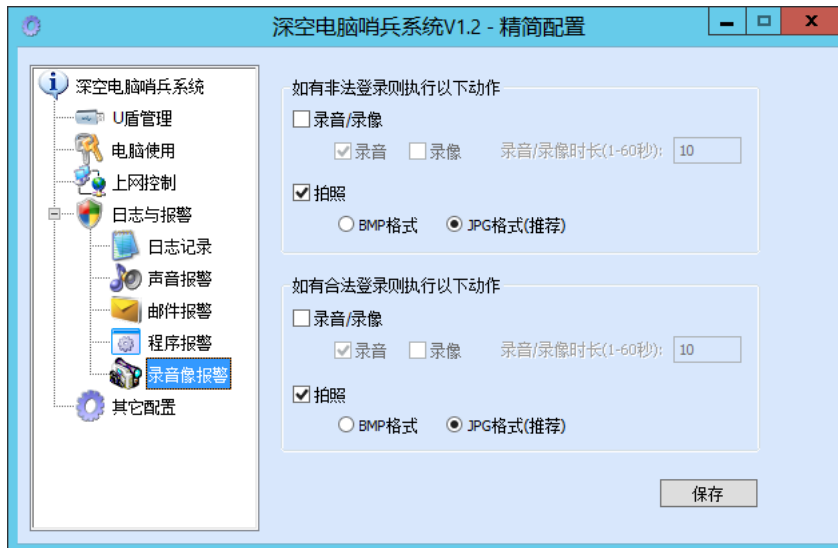 深空电脑哨兵系统V1.2 - 精简配置
深空电脑哨兵系统
U盾管理
电脑使用
上网控制
日志与报警
日志记录
声音报警
邮件报警
程序报警
录音像报警
其它配置
如有非法登录则执行以下动作
录音/录像
录音 录像 录音/录像时长(1-60秒): 10
拍照
BMP格式 JPG格式(推荐)
如有合法登录则执行以下动作
录音/录像
录音 录像 录音/录像时长(1-60秒): 10
拍照
BMP格式 JPG格式(推荐)
保存